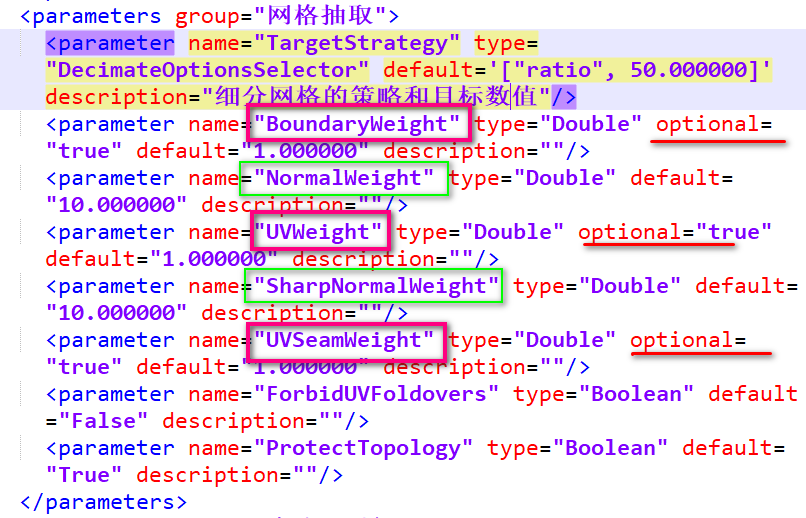 <parameters group="网格抽取">
<parameter name="TargetStrategy" type=
"DecimateOptionsSelector" default='["ratio", 50.000000]'
description="细分网格的策略和目标数值"/>
<parameter name="BoundaryWeight" type="Double" optional=
"true" default="1.000000" description=""/>
<parameter name="NormalWeight" type="Double" default=
"10.000000" description=""/>
<parameter name="UVWeight" type="Double" optional="true"
default="1.000000" description=""/>
<parameter name="SharpNormalWeight" type="Double" default=
"10.000000" description=""/>
<parameter name="UVSeamWeight" type="Double" optional=
"true" default="1.000000" description=""/>
<parameter name="ForbidUVFoldovers" type="Boolean" default
="False" description=""/>
<parameter name="ProtectTopology" type="Boolean" default=
"True" description=""/>
</parameters>